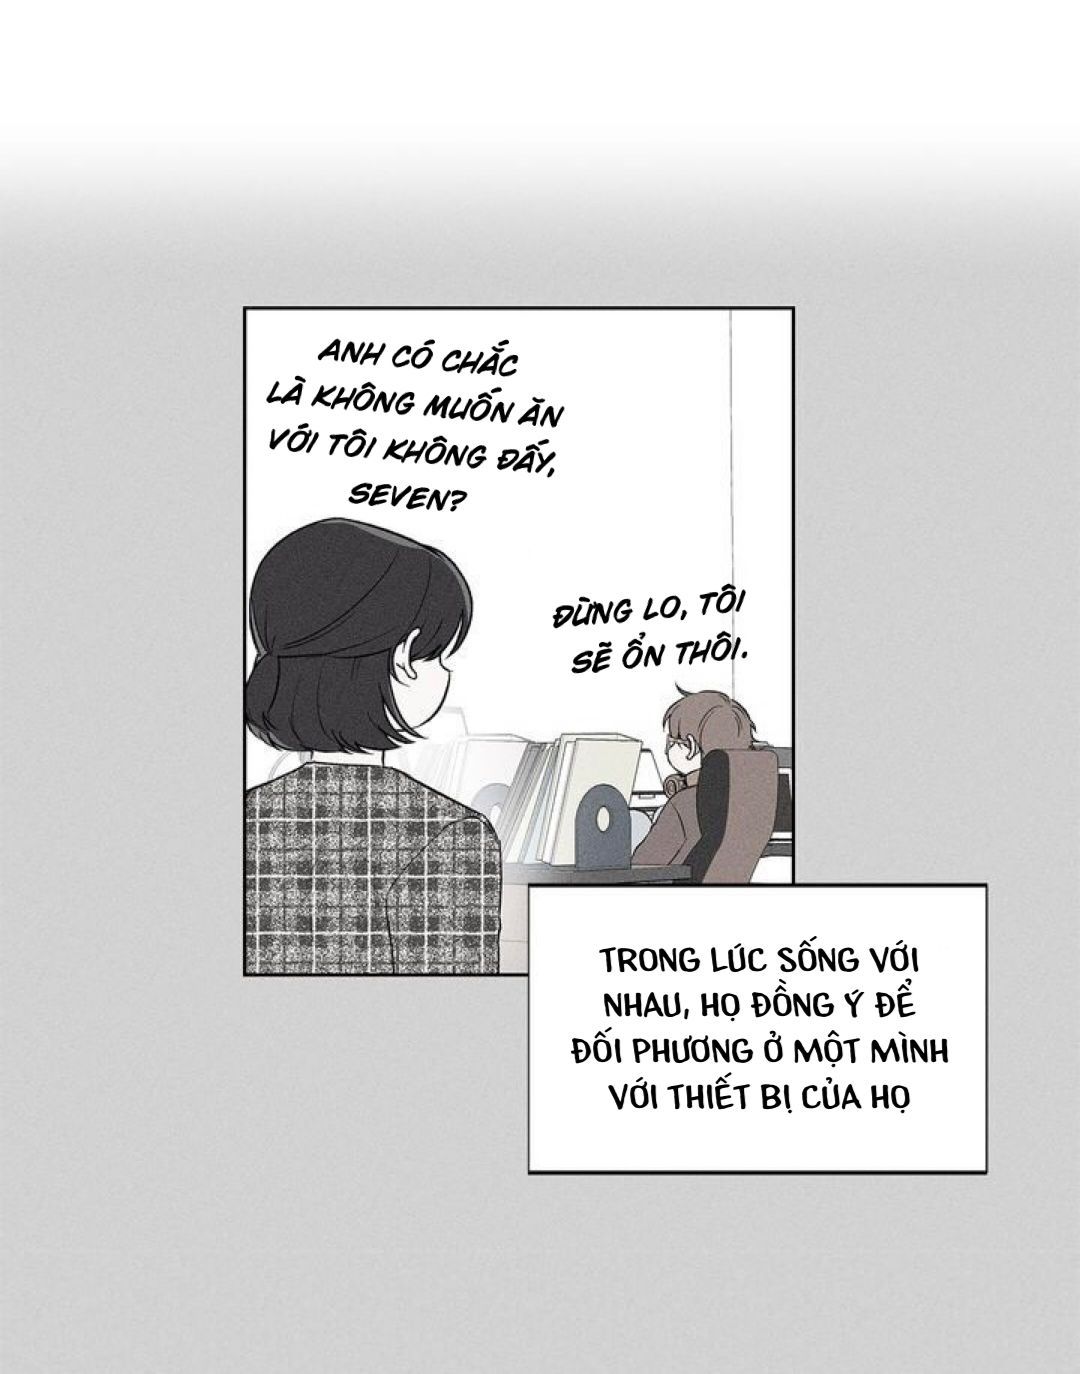 ANH CÓ CHẮC
LÀ KHÔNG MUỐN ĂN
VỚI TÔI KHÔNG ĐẤY,
SEVEN?
ĐỪNG LO, TÔI
SẼ ỔN THÔI.
TRONG LÚC SỐNG VỚI
NHAU, HỌ ĐỒNG Ý ĐỂ
ĐỐI PHƯƠNG Ở MỘT MÌNH
VỚI THIẾT BỊ CỦA HỌ